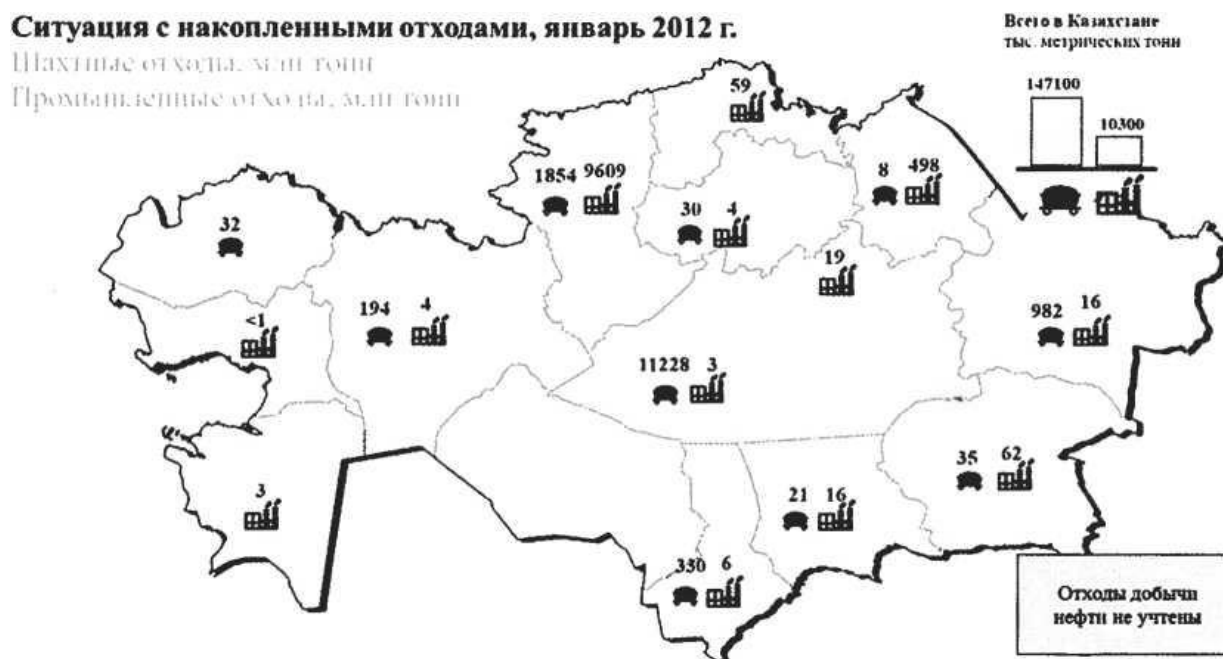 Ситуация с накопленными отходами, январь 2012 г.
Шахтные отходы, млн тонн
Промышленные отходы, млн тонн
Всего в Казахстане
тыс. метрических тонн
147100
10300
59
1854 9609
8 498
30 4
32
19
<1
194 4
982 16
11228 3
35 62
3
21 16
330 6
Отходы добычи
нефти не учтены